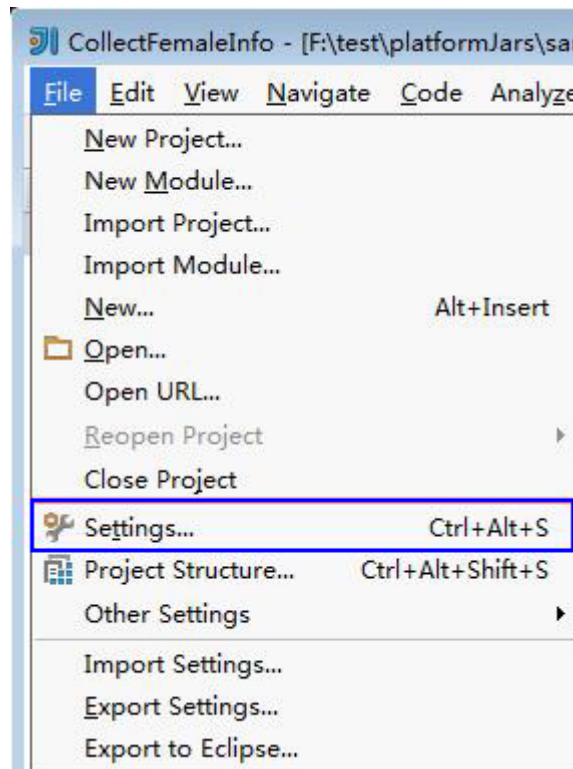 CollectFemaleInfo - [F:\test\platformJars\sa
File Edit View Navigate Code Analyze
New Project...
New Module...
Import Project...
Import Module...
New... Alt+Insert
Open...
Open URL...
Reopen Project
Close Project
Settings... Ctrl+Alt+S
Project Structure... Ctrl+Alt+Shift+S
Other Settings
Import Settings...
Export Settings...
Export to Eclipse...